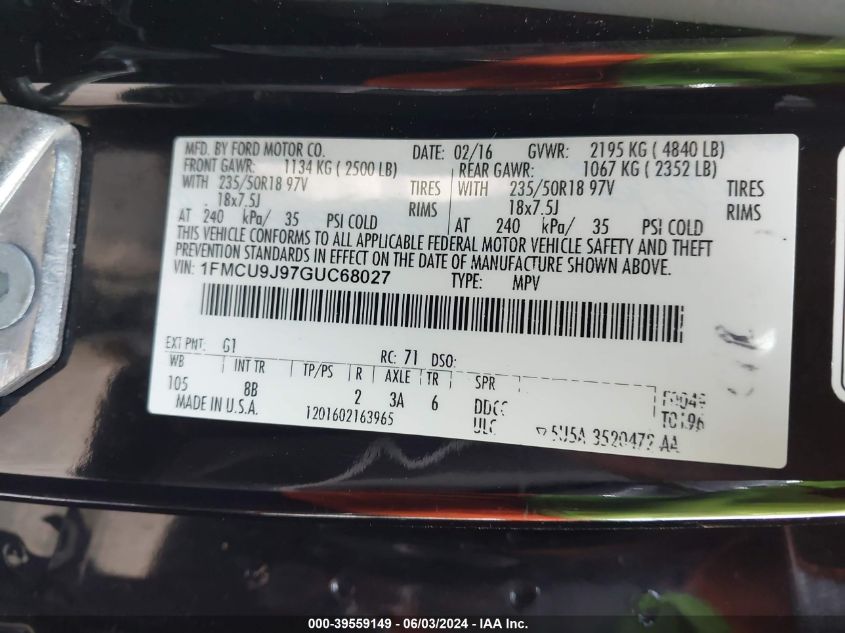 MFD. BY FORD MOTOR CO. DATE: 02/16 GVWR: 2195 KG ( 4840 LB)
FRONT GAWR: 1134 KG ( 2500 LB) REAR GAWR: 1067 KG ( 2352 LB)
WITH 235/50R18 97V TIRES WITH 235/50R18 97V TIRES
18x7.5J RIMS 18x7.5J RIMS
AT 240 kPa/ 35 PSI COLD AT 240 kPa/ 35 PSI COLD
THIS VEHICLE CONFORMS TO ALL APPLICABLE FEDERAL MOTOR VEHICLE SAFETY AND THEFT
PREVENTION STANDARDS IN EFFECT ON THE DATE OF MANUFACTURE SHOWN ABOVE.
VIN: 1FMCU9J97GUC68027 TYPE: MPV
EXT PNT: G1 RC: 71 DSO:
WB INT TR TP/PS R AXLE TR SPR
105 8B 2 3A 6
MADE IN U.S.A. 1201602163965 ULC 5U5A 3520472 AA
000-39559149 / 06/03/2024 - IAA Inc.